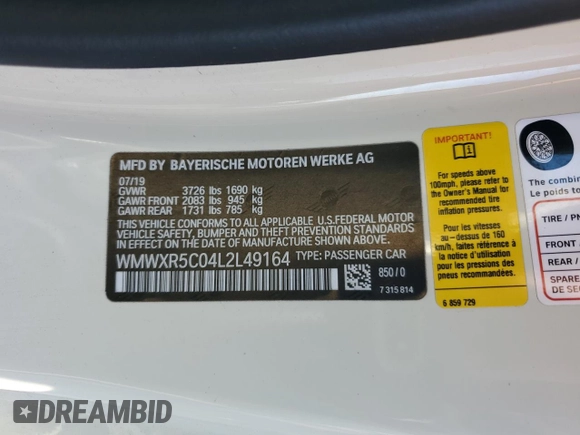 MFD BY BAYERISCHE MOTOREN WERKE AG
07/19
GVWR 3726 lbs 1690 kg
GAWR FRONT 2083 lbs 945 kg
GAWR REAR 1731 lbs 785 kg
THIS VEHICLE CONFORMS TO ALL APPLICABLE U.S.FEDERAL MOTOR
VEHICLE SAFETY, BUMPER AND THEFT PREVENTION STANDARDS
IN EFFECT ON THE DATE OF MANUFACTURE SHOWN ABOVE.
WMWXR5C04L2L49164 TYPE: PASSENGER CAR
850 / 0
7 315 814
IMPORTANT!
For speeds above
100mph, please refer to
the Owner's Manual for
recommended tire
inflation pressures.
Pour les vitesses
au-dessus de 160
km/h, faites référence
à la notice d'utilisation
pour les pressions de
gonflement
recommandées.
6 859 729
The combined
Le poids to
TIRE / PN
FRONT
REAR /
SPARE
DE SEC
DREAMBID